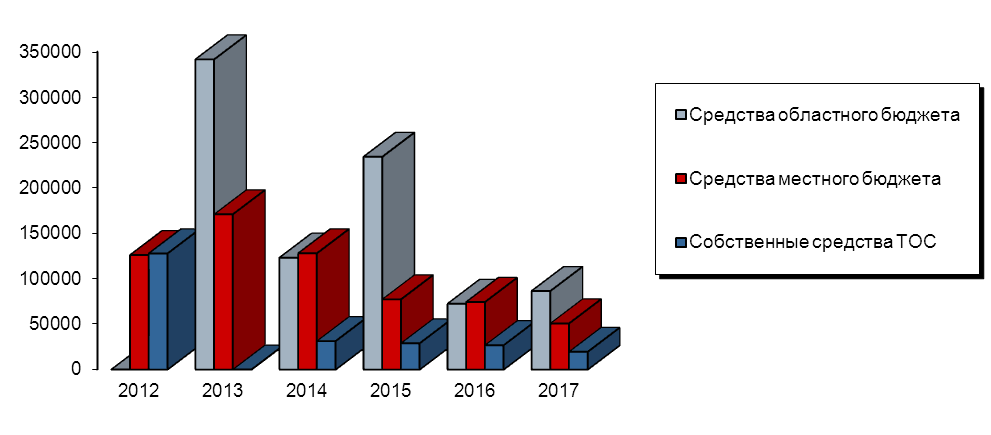 350000
300000
250000
200000
150000
100000
50000
0
2012 2013 2014 2015 2016 2017
Средства областного бюджета
Средства местного бюджета
Собственные средства ТОС